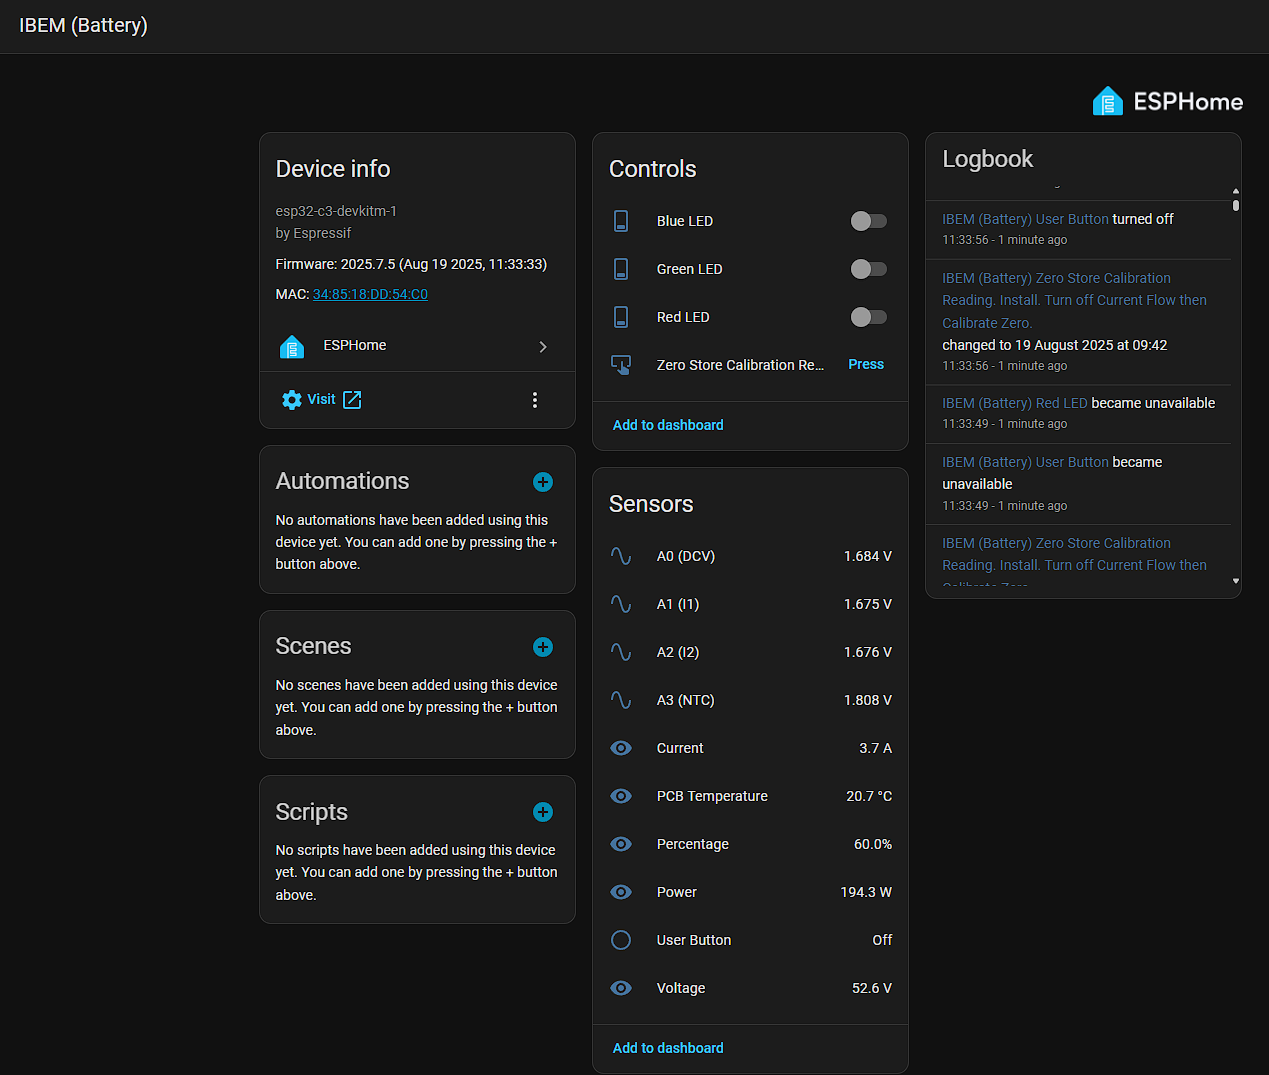 IBEM (Battery)
ESPHome
Device info
esp32-c3-devkitm-1
by Espressif
Firmware: 2025.7.5 (Aug 19 2025, 11:33:33)
MAC: 34:85:18:DD:54:C0
ESPHome
Visit
Automations
No automations have been added using this
device yet. You can add one by pressing the +
button above.
Scenes
No scenes have been added using this device
yet. You can add one by pressing the + button
above.
Scripts
No scripts have been added using this device
yet. You can add one by pressing the + button
above.
Controls
Blue LED
Green LED
Red LED
Zero Store Calibration Re... Press
Add to dashboard
Sensors
A0 (DCV) 1.684 V
A1 (I1) 1.675 V
A2 (I2) 1.676 V
A3 (NTC) 1.808 V
Current 3.7 A
PCB Temperature 20.7 °C
Percentage 60.0%
Power 194.3 W
User Button Off
Voltage 52.6 V
Add to dashboard
Logbook
IBEM (Battery) User Button turned off
11:33:56 - 1 minute ago
IBEM (Battery) Zero Store Calibration
Reading. Install. Turn off Current Flow then
Calibrate Zero.
changed to 19 August 2025 at 09:42
11:33:56 - 1 minute ago
IBEM (Battery) Red LED became unavailable
11:33:49 - 1 minute ago
IBEM (Battery) User Button became
unavailable
11:33:49 - 1 minute ago
IBEM (Battery) Zero Store Calibration
Reading. Install. Turn off Current Flow then
Calibrate Zero.